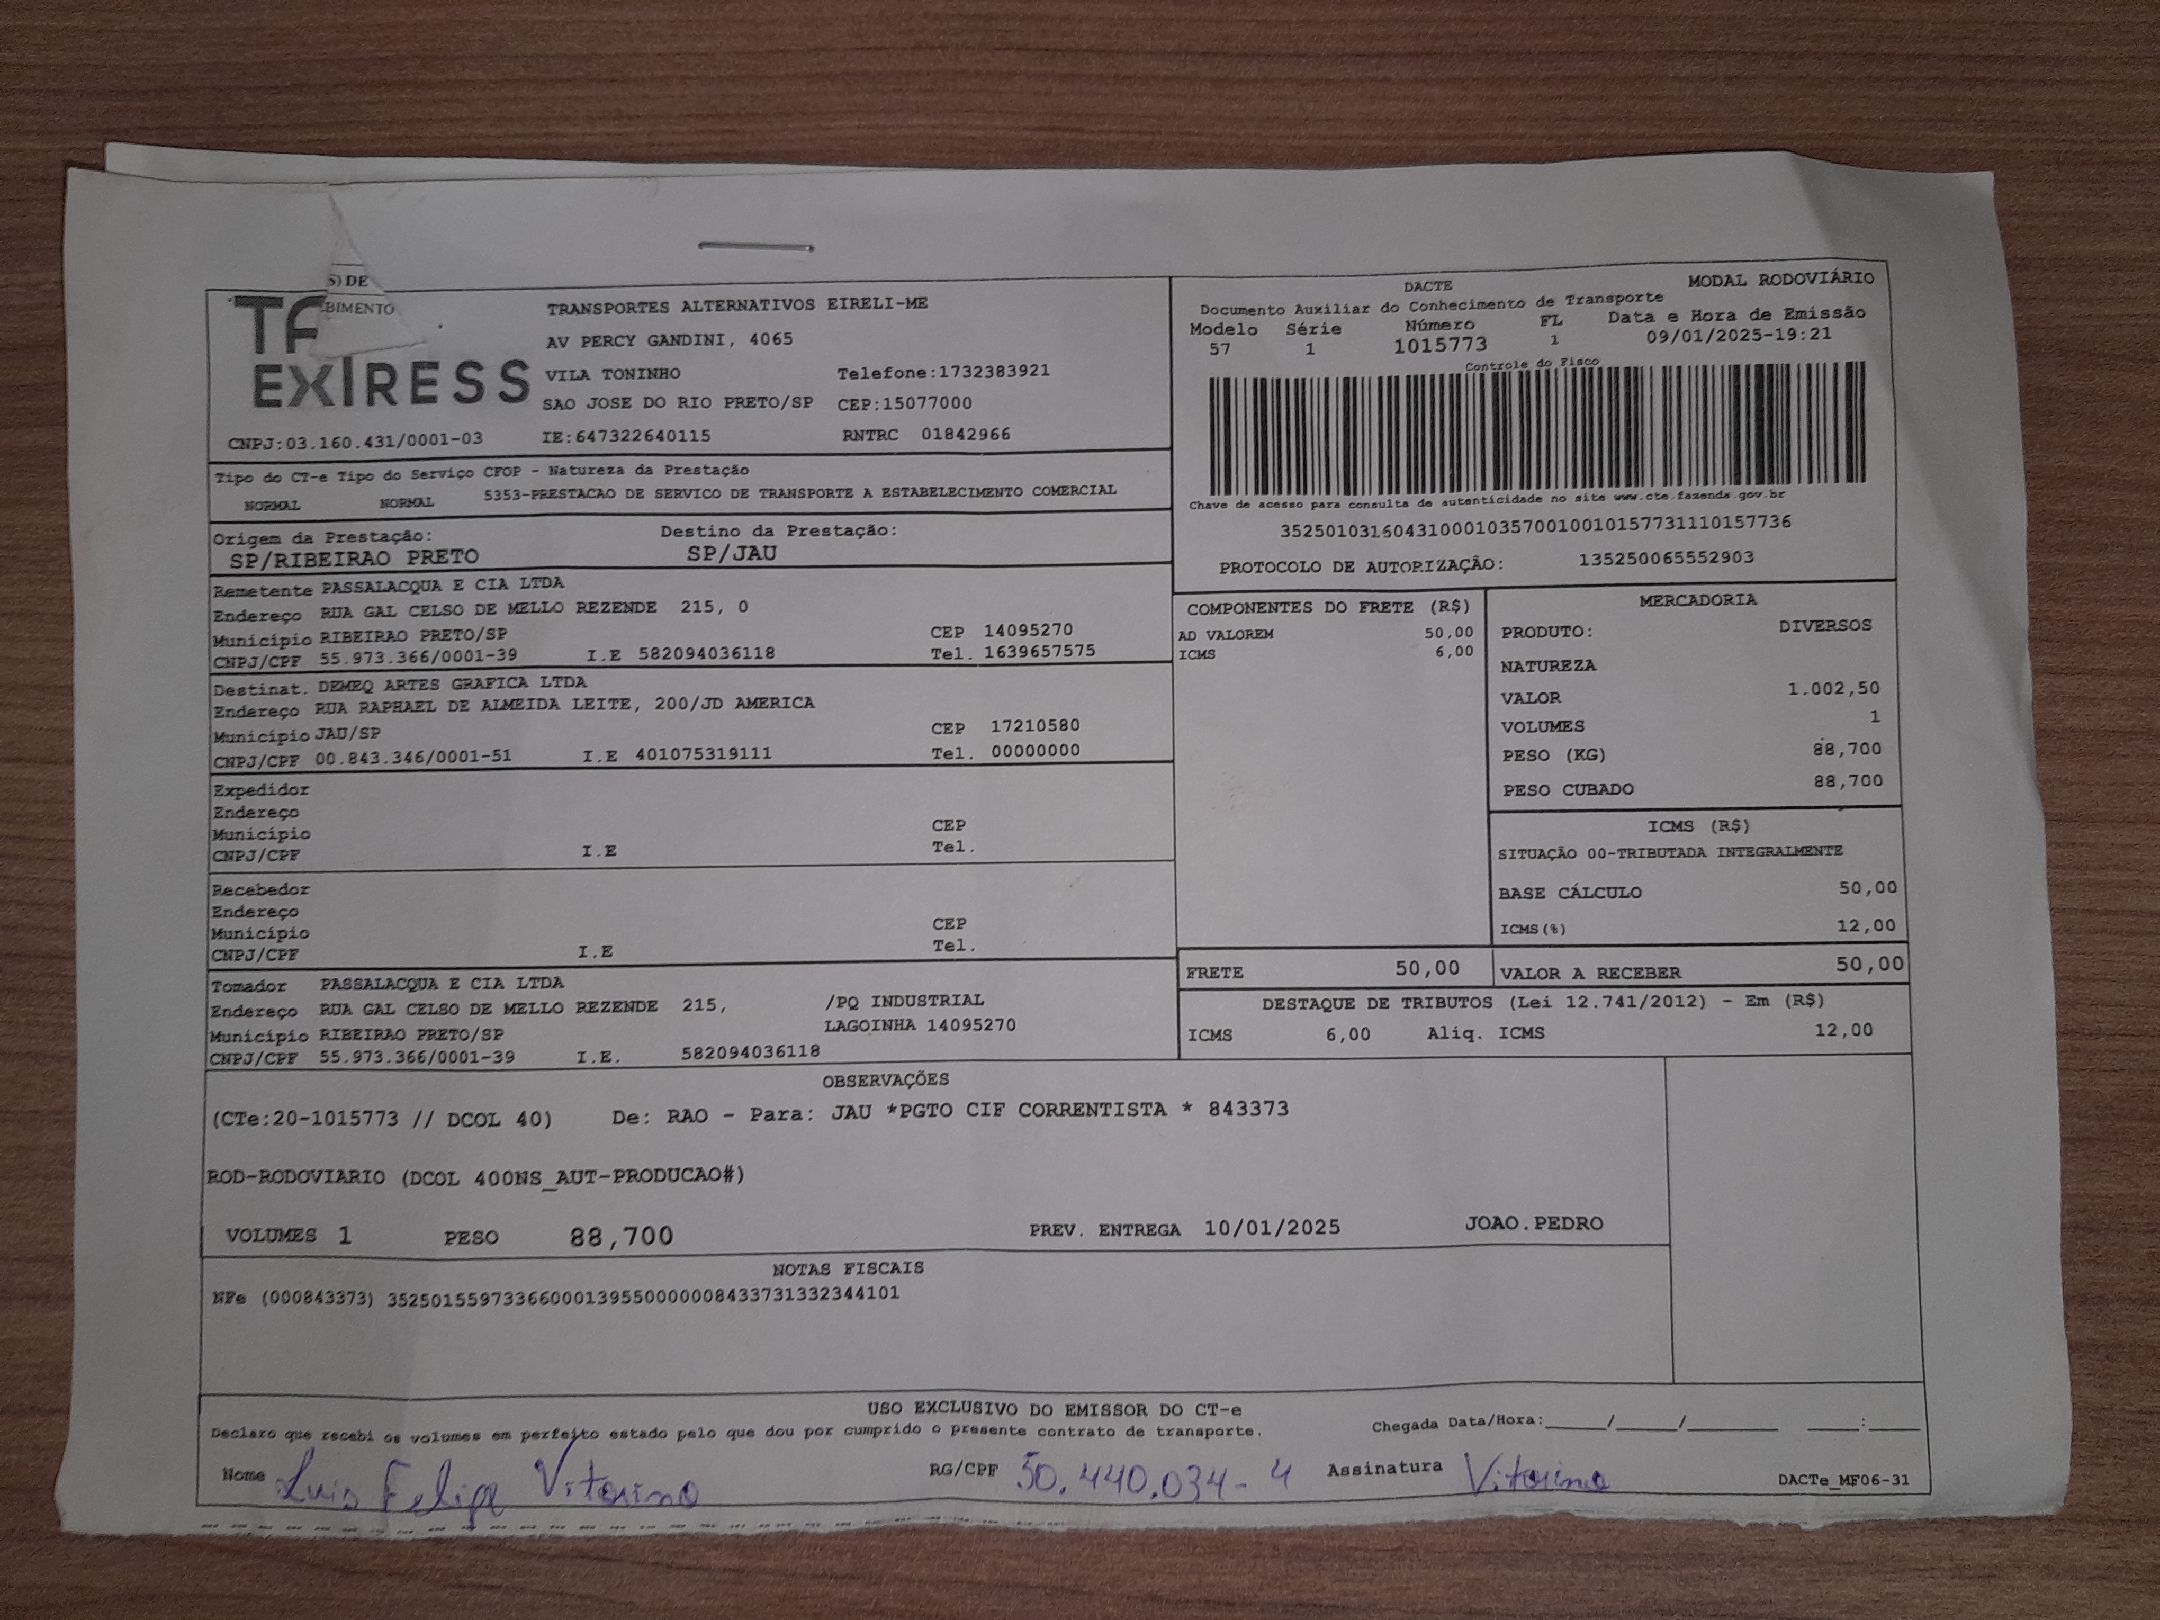 S) DE
BIMENTO
TF
EXPRESS
TRANSPORTES ALTERNATIVOS EIRELI-ME
AV PERCY GANDINI, 4065
VILA TONINHO Telefone:1732383921
SAO JOSE DO RIO PRETO/SP CEP:15077000
CNPJ:03.160.431/0001-03 IE:647322640115 RNTRC 01842966
DACTE MODAL RODOVIÁRIO
Documento Auxiliar do Conhecimento de Transporte
Modelo Série Número FL Data e Hora de Emissão
57 1 1015773 1 09/01/2025-19:21
Controle do Fisco
Chave de acesso para consulta de autenticidade no site www.cte.fazenda.gov.br
35250103160431000103570010010157731110157736
PROTOCOLO DE AUTORIZAÇÃO: 135250065552903
Tipo do CT-e Tipo do Serviço CFOP - Natureza da Prestação
NORMAL NORMAL 5353-PRESTACAO DE SERVICO DE TRANSPORTE A ESTABELECIMENTO COMERCIAL
Origem da Prestação: Destino da Prestação:
SP/RIBEIRAO PRETO SP/JAU
Remetente PASSALACQUA E CIA LTDA
Endereço RUA GAL CELSO DE MELLO REZENDE 215, 0
Município RIBEIRAO PRETO/SP CEP 14095270
CNPJ/CPF 55.973.366/0001-39 I.E 582094036118 Tel. 1639657575
Destinat. DEMEQ ARTES GRAFICA LTDA
Endereço RUA RAPHAEL DE ALMEIDA LEITE, 200/JD AMERICA
Município JAU/SP CEP 17210580
CNPJ/CPF 00.843.346/0001-51 I.E 401075319111 Tel. 00000000
Expedidor
Endereço
Município CEP
CNPJ/CPF I.E Tel.
Recebedor
Endereço
Município CEP
CNPJ/CPF I.E Tel.
Tomador PASSALACQUA E CIA LTDA
Endereço RUA GAL CELSO DE MELLO REZENDE 215, /PQ INDUSTRIAL
Município RIBEIRAO PRETO/SP LAGOINHA 14095270
CNPJ/CPF 55.973.366/0001-39 I.E. 582094036118
COMPONENTES DO FRETE (R$)
AD VALOREM 50,00
ICMS 6,00
MERCADORIA
PRODUTO: DIVERSOS
NATUREZA
VALOR 1.002,50
VOLUMES 1
PESO (KG) 88,700
PESO CUBADO 88,700
ICMS (R$)
SITUAÇÃO 00-TRIBUTADA INTEGRALMENTE
BASE CÁLCULO 50,00
ICMS(%) 12,00
FRETE 50,00 VALOR A RECEBER 50,00
DESTAQUE DE TRIBUTOS (Lei 12.741/2012) - Em (R$)
ICMS 6,00 Aliq. ICMS 12,00
OBSERVAÇÕES
(CTe:20-1015773 // DCOL 40) De: RAO - Para: JAU *PGTO CIF CORRENTISTA * 843373
ROD-RODOVIARIO (DCOL 400NS_AUT-PRODUCAO#)
VOLUMES 1 PESO 88,700 PREV. ENTREGA 10/01/2025 JOAO.PEDRO
NOTAS FISCAIS
NFe (000843373) 35250155973366000139550000008433731332344101
USO EXCLUSIVO DO EMISSOR DO CT-e
Declaro que recebi os volumes em perfeito estado pelo que dou por cumprido o presente contrato de transporte. Chegada Data/Hora:____/____/______ ____:____
Nome Luis Felipe Vitorino RG/CPF 50.440.034-4 Assinatura Vitorino DACTe_MF06-31